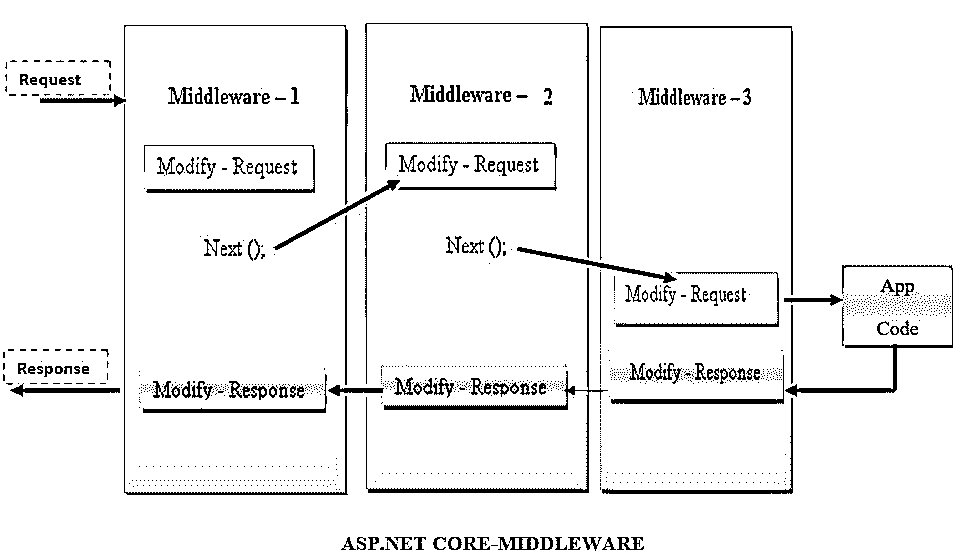 Request
Middleware – 1
Middleware – 2
Middleware – 3
Modify - Request
Modify - Request
Next ();
Next ();
Modify - Request
App
Code
Response
Modify - Response
Modify - Response
Modify - Response
ASP.NET CORE-MIDDLEWARE